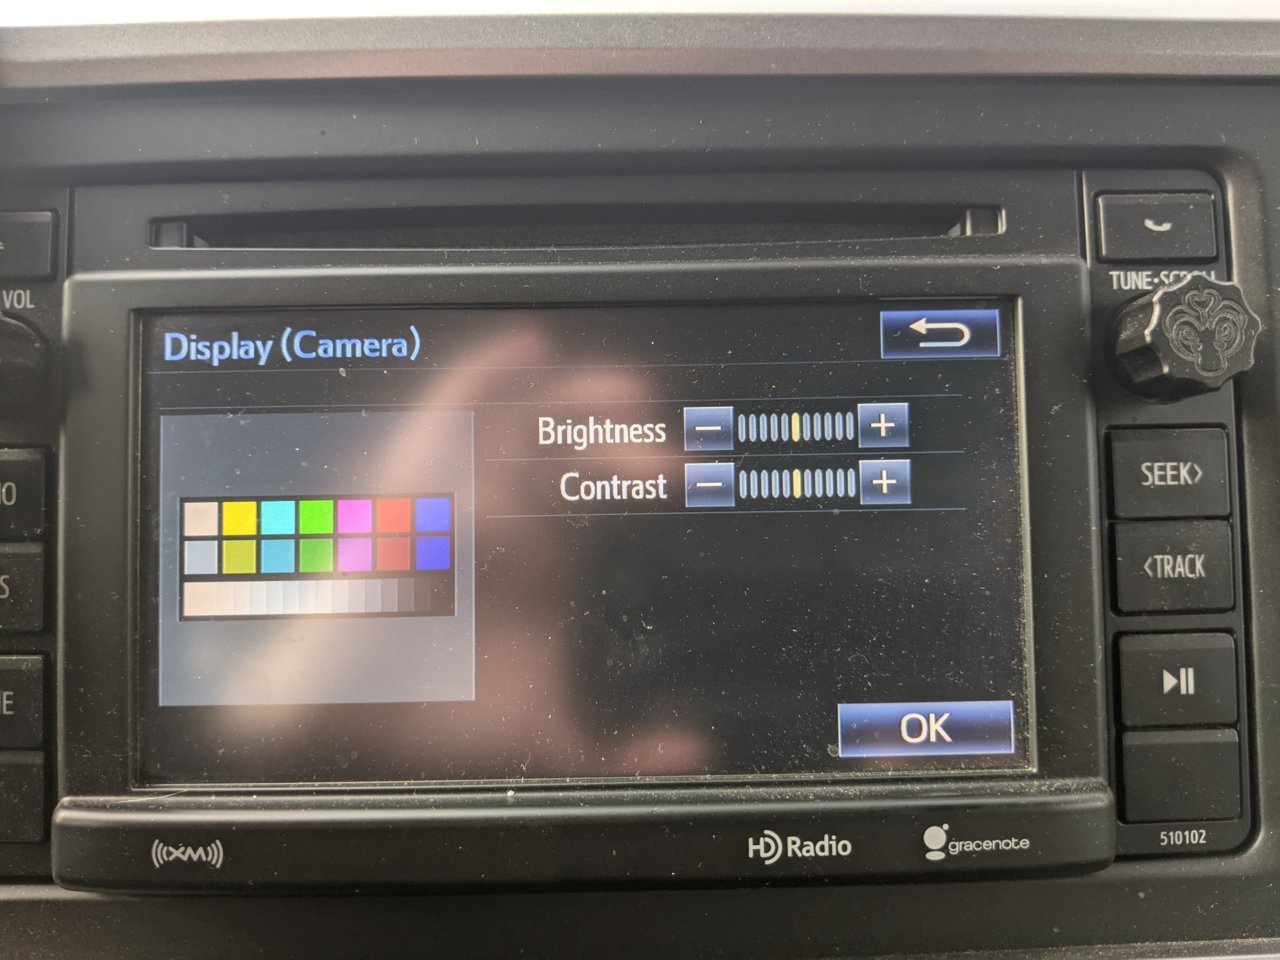 VOL
TUNE·SCROLL
Display (Camera)
Brightness
−
+
Contrast
−
+
SEEK>
<TRACK
OK
510102
((XM))
HD Radio
gracenote